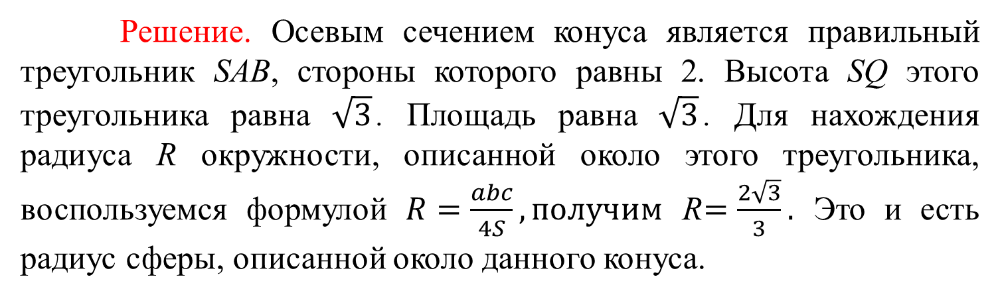 Решение. Осевым сечением конуса является правильный
треугольник SAB, стороны которого равны 2. Высота SQ этого
треугольника равна √3. Площадь равна √3. Для нахождения
радиуса R окружности, описанной около этого треугольника,
воспользуемся формулой R = abc/4S, получим R= 2√3/3. Это и есть
радиус сферы, описанной около данного конуса.